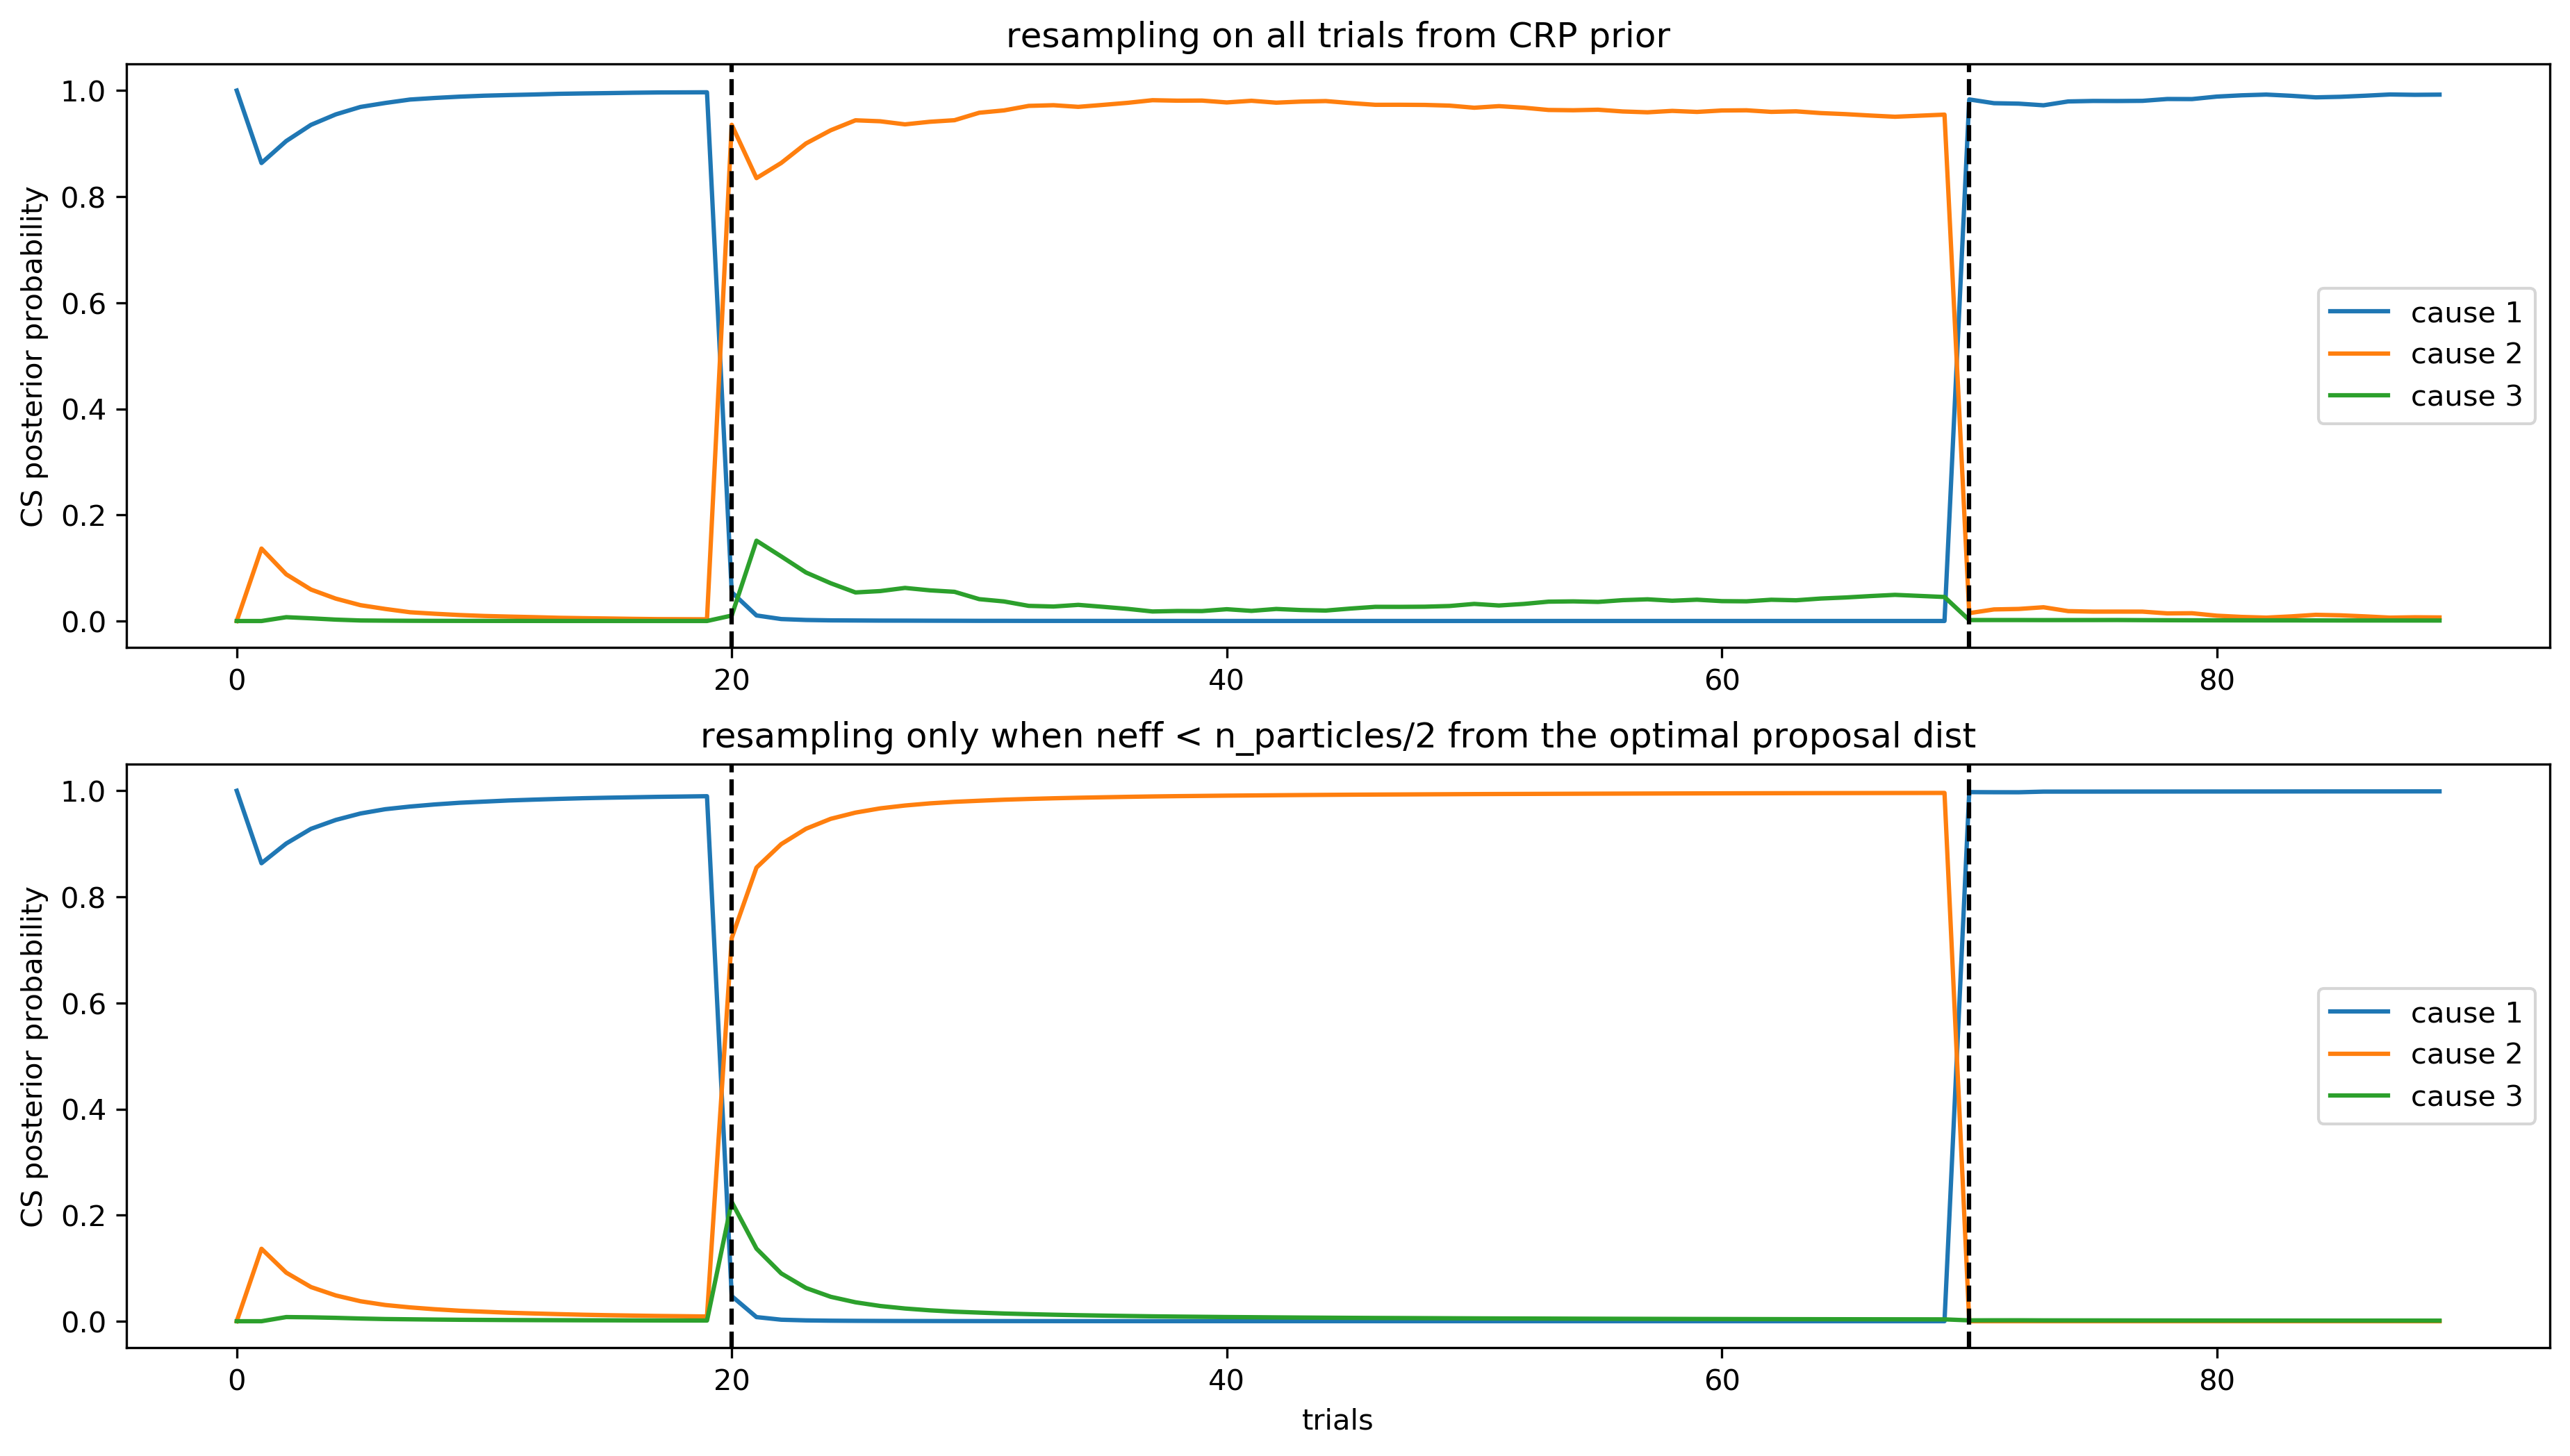 resampling on all trials from CRP prior
CS posterior probability
1.0
0.8
0.6
0.4
0.2
0.0
0 20 40 60 80
cause 1
cause 2
cause 3
resampling only when neff < n_particles/2 from the optimal proposal dist
CS posterior probability
1.0
0.8
0.6
0.4
0.2
0.0
0 20 40 60 80
cause 1
cause 2
cause 3
trials